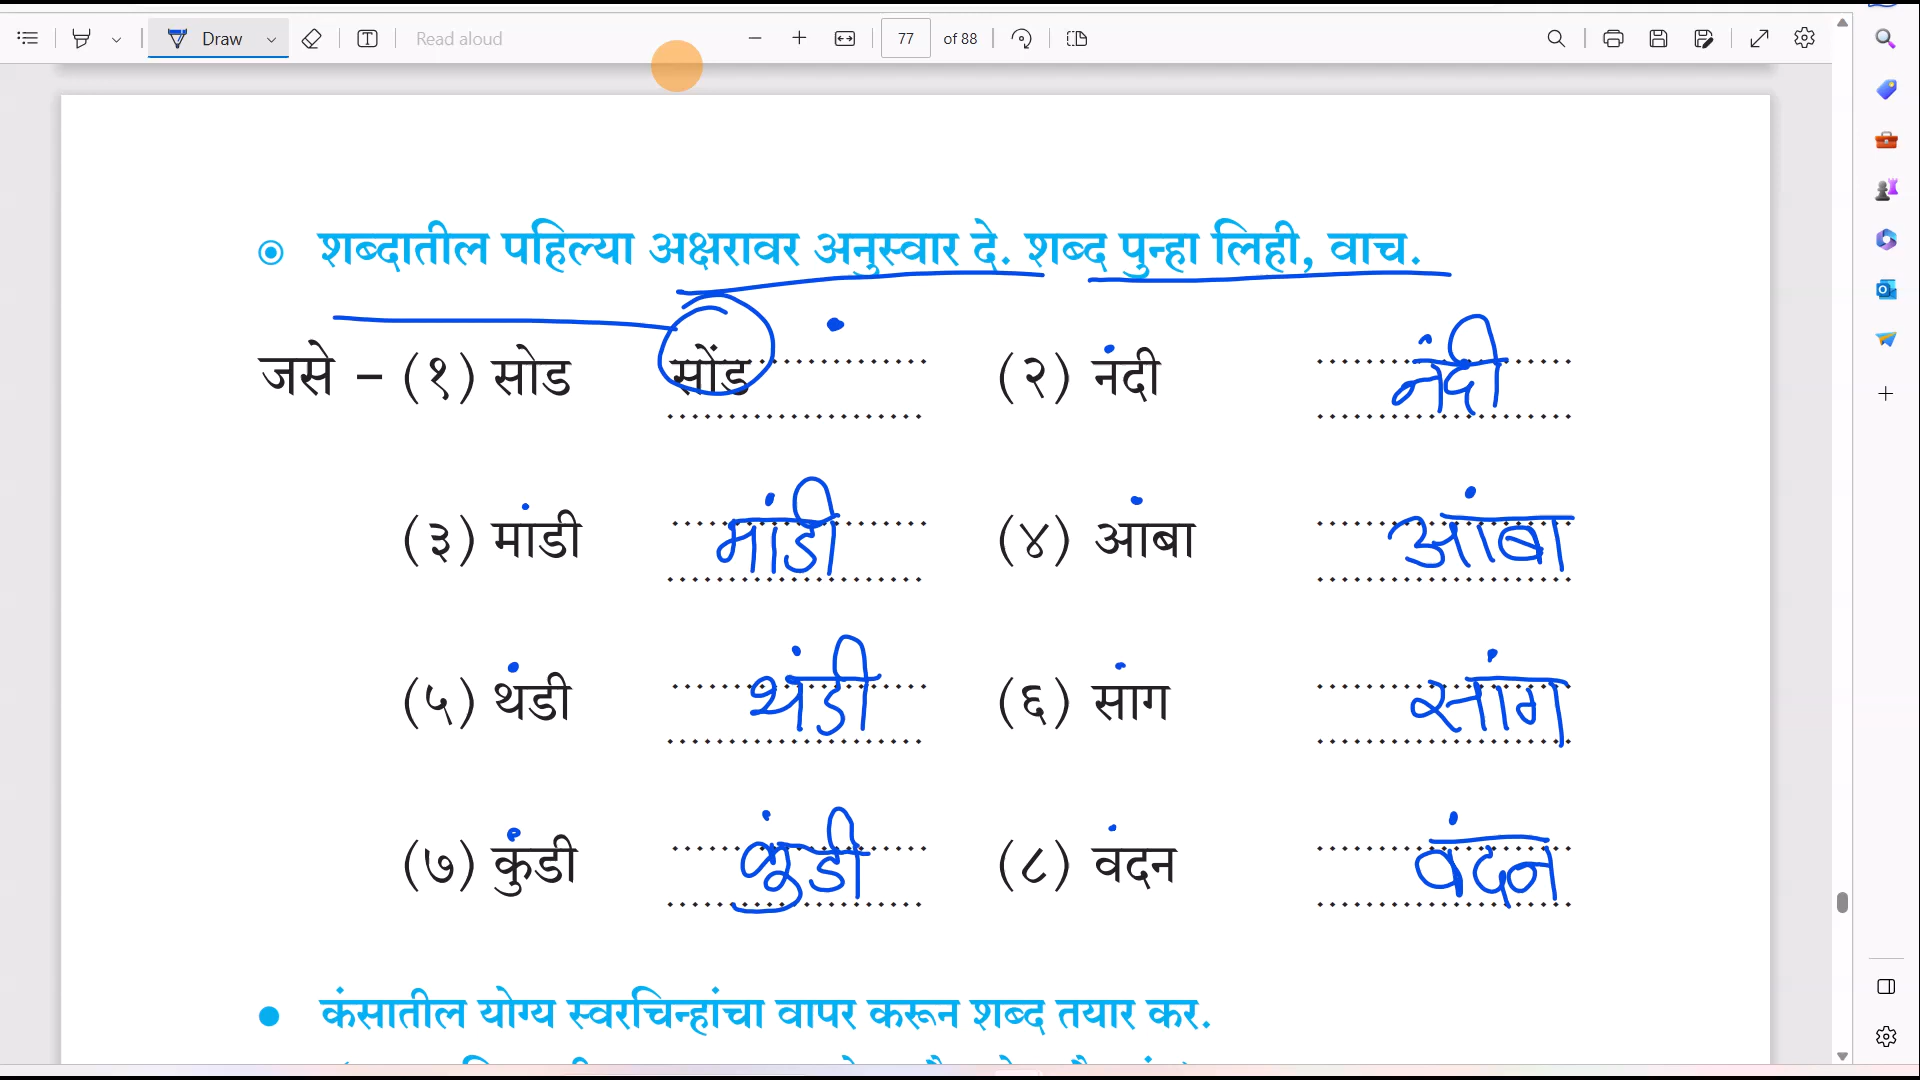 Draw
Read aloud
77 of 88
शब्दातील पहिल्या अक्षरावर अनुस्वार दे. शब्द पुन्हा लिही, वाच.
जसे – (१) सोड सोंड (२) नंदी नंदी
(३) मांडी मांडी (४) आंबा आंबा
(५) थंडी थंडी (६) सांग सांग
(७) कुंडी कुंडी (८) वंदन वंदन
कंसातील योग्य स्वरचिन्हांचा वापर करून शब्द तयार कर.